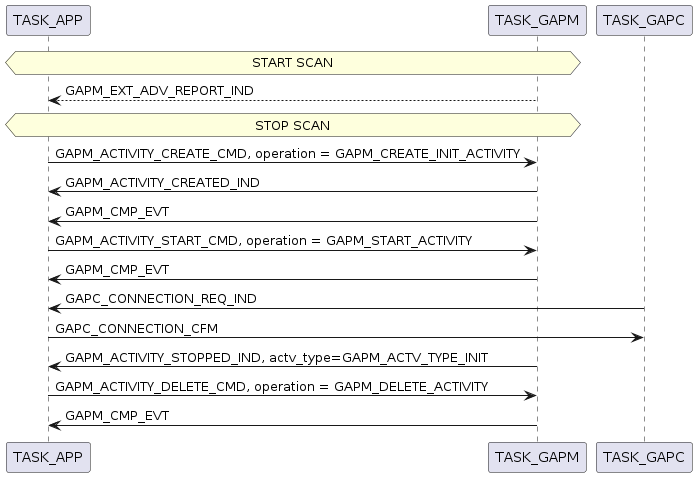 TASK_APP TASK_GAPM TASK_GAPC
START SCAN
GAPM_EXT_ADV_REPORT_IND
STOP SCAN
GAPM_ACTIVITY_CREATE_CMD, operation = GAPM_CREATE_INIT_ACTIVITY
GAPM_ACTIVITY_CREATED_IND
GAPM_CMP_EVT
GAPM_ACTIVITY_START_CMD, operation = GAPM_START_ACTIVITY
GAPM_CMP_EVT
GAPC_CONNECTION_REQ_IND
GAPC_CONNECTION_CFM
GAPM_ACTIVITY_STOPPED_IND, actv_type=GAPM_ACTV_TYPE_INIT
GAPM_ACTIVITY_DELETE_CMD, operation = GAPM_DELETE_ACTIVITY
GAPM_CMP_EVT
TASK_APP TASK_GAPM TASK_GAPC